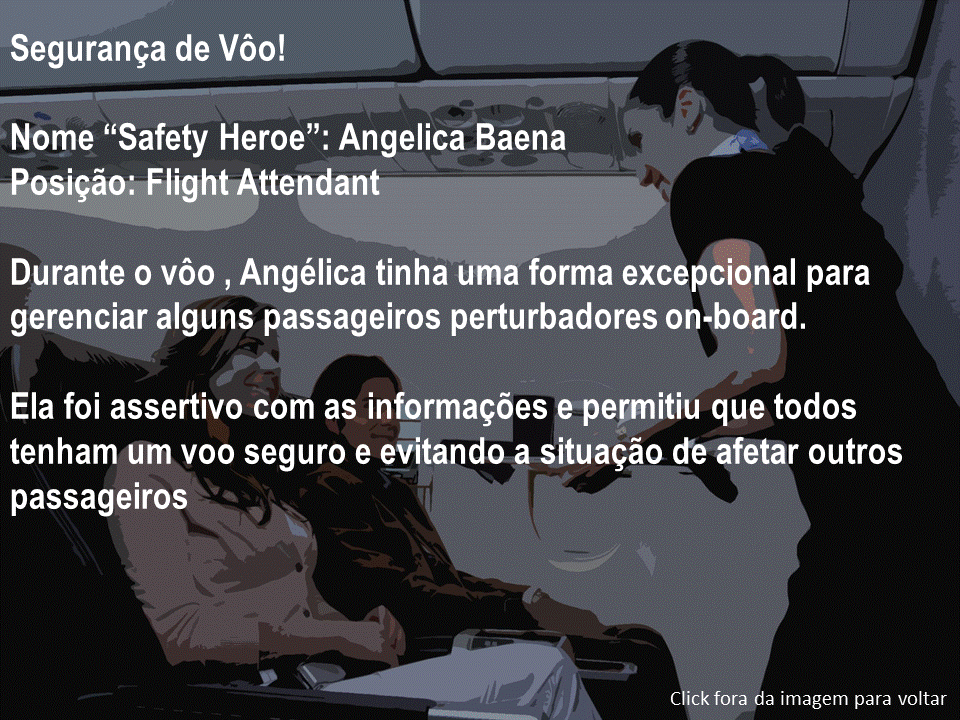 Segurança de Vôo!
Nome “Safety Heroe”: Angelica Baena
Posição: Flight Attendant
Durante o vôo , Angélica tinha uma forma excepcional para
gerenciar alguns passageiros perturbadores on-board.
Ela foi assertivo com as informações e permitiu que todos
tenham um voo seguro e evitando a situação de afetar outros
passageiros
Click fora da imagem para voltar